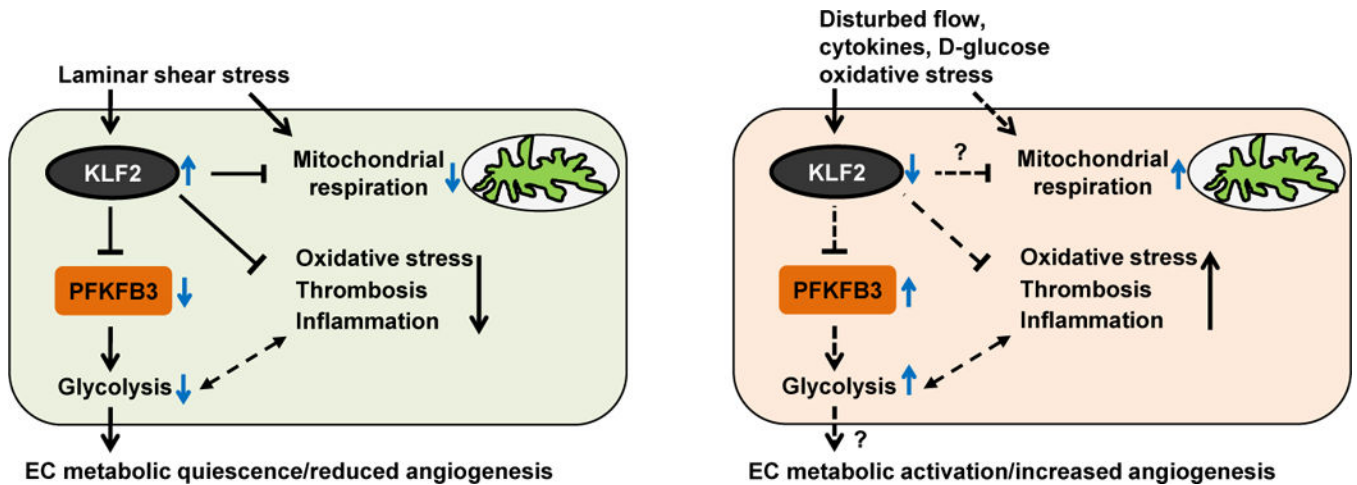 Laminar shear stress
KLF2
Mitochondrial
respiration
PFKFB3
Oxidative stress
Thrombosis
Inflammation
Glycolysis
EC metabolic quiescence/reduced angiogenesis
Disturbed flow,
cytokines, D-glucose
oxidative stress
KLF2
?
Mitochondrial
respiration
PFKFB3
Oxidative stress
Thrombosis
Inflammation
Glycolysis
?
EC metabolic activation/increased angiogenesis